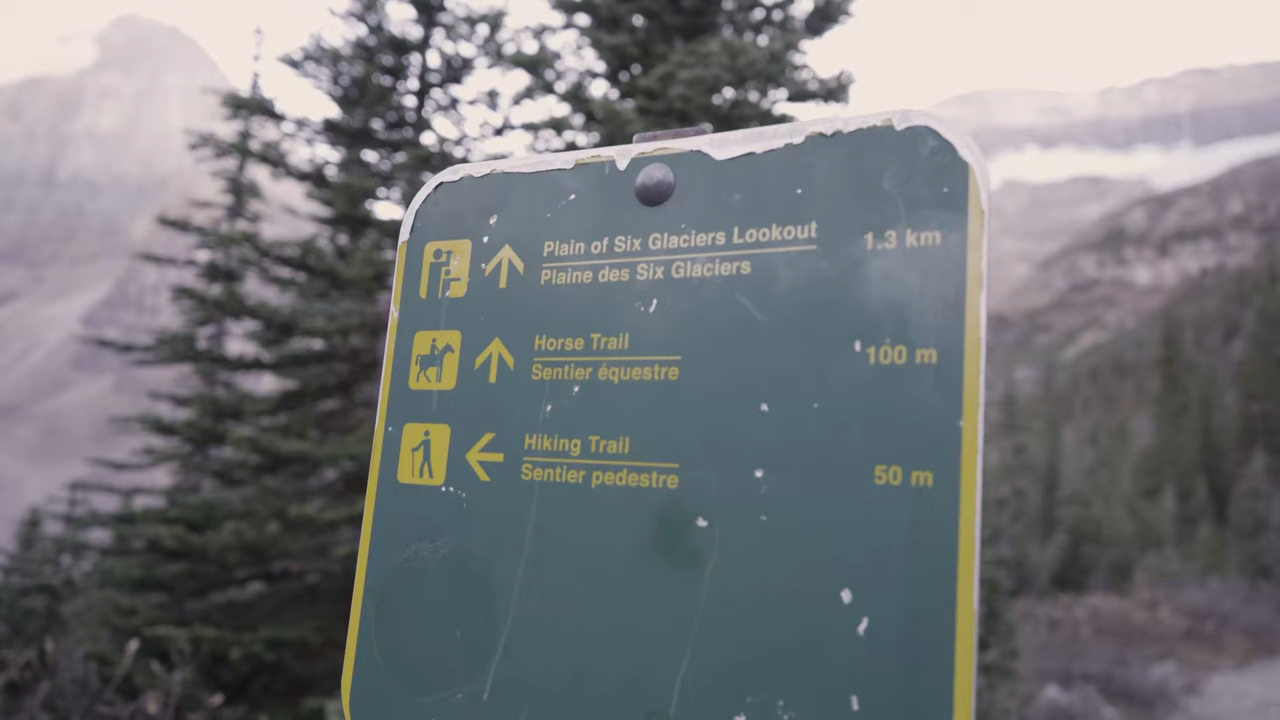 Plain of Six Glaciers Lookout 1.3 km
Plaine des Six Glaciers
Horse Trail 100 m
Sentier équestre
Hiking Trail 50 m
Sentier pedestre